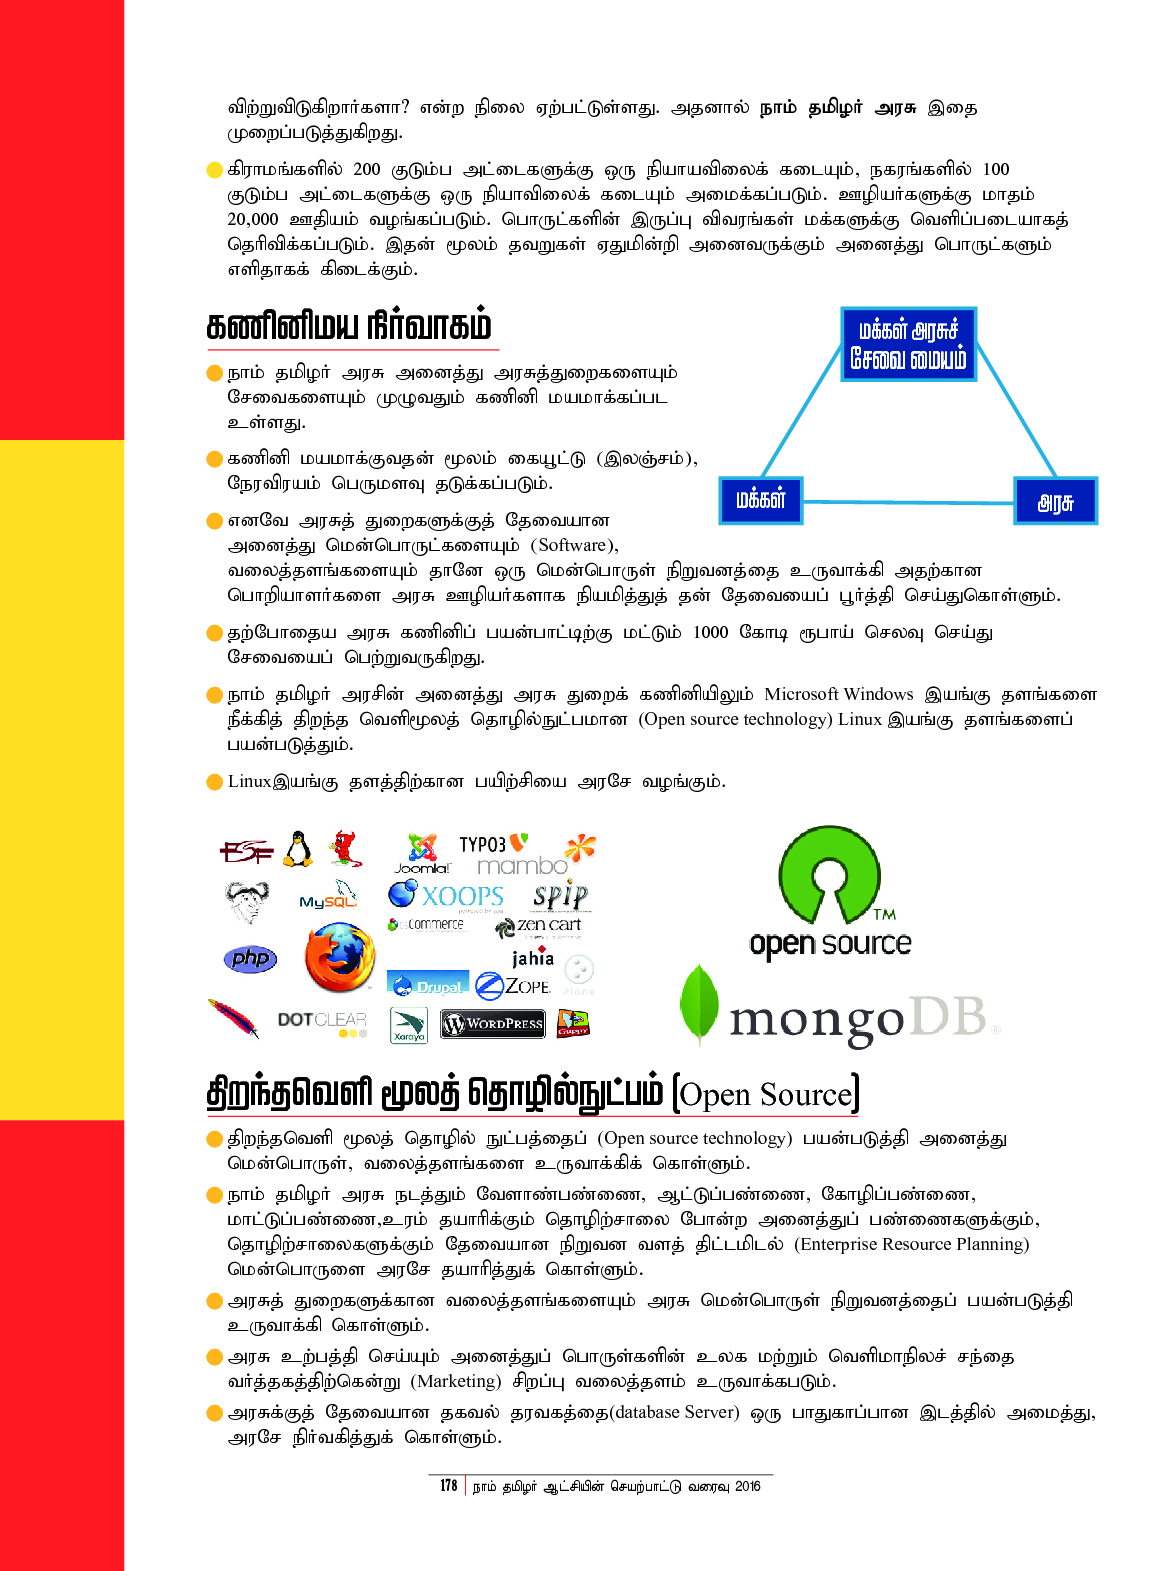 விற்றுவிடுகிறார்களா? என்ற நிலை ஏற்பட்டுள்ளது. அதனால் நாம் தமிழர் அரசு இதை
முறைப்படுத்துகிறது.
கிராமங்களில் 200 குடும்ப அட்டைகளுக்கு ஒரு நியாயவிலைக் கடையும், நகரங்களில் 100
குடும்ப அட்டைகளுக்கு ஒரு நியாவிலைக் கடையும் அமைக்கப்படும். ஊழியர்களுக்கு மாதம்
20,000 ஊதியம் வழங்கப்படும். பொருட்களின் இருப்பு விவரங்கள் மக்களுக்கு வெளிப்படையாகத்
தெரிவிக்கப்படும். இதன் மூலம் தவறுகள் ஏதுமின்றி அனைவருக்கும் அனைத்து பொருட்களும்
எளிதாகக் கிடைக்கும்.
கணினிமய நிர்வாகம்
நாம் தமிழர் அரசு அனைத்து அரசுத்துறைகளையும்
சேவைகளையும் முழுவதும் கணினி மயமாக்கப்பட
உள்ளது.
கணினி மயமாக்குவதன் மூலம் கையூட்டு (இலஞ்சம்),
நேரவிரயம் பெருமளவு தடுக்கப்படும்.
மக்கள் அரசுச்
சேவை மையம்
மக்கள்
அரசு
எனவே அரசுத் துறைகளுக்குத் தேவையான
அனைத்து மென்பொருட்களையும் (Software),
வலைத்தளங்களையும் தானே ஒரு மென்பொருள் நிறுவனத்தை உருவாக்கி அதற்கான
பொறியாளர்களை அரசு ஊழியர்களாக நியமித்துத் தன் தேவையைப் பூர்த்தி செய்துகொள்ளும்.
தற்போதைய அரசு கணினிப் பயன்பாட்டிற்கு மட்டும் 1000 கோடி ரூபாய் செலவு செய்து
சேவையைப் பெற்றுவருகிறது.
நாம் தமிழர் அரசின் அனைத்து அரசு துறைக் கணினியிலும் Microsoft Windows இயங்கு தளங்களை
நீக்கித் திறந்த வெளிமூலத் தொழில்நுட்பமான (Open source technology) Linux இயங்கு தளங்களைப்
பயன்படுத்தும்.
Linuxஇயங்கு தளத்திற்கான பயிற்சியை அரசே வழங்கும்.
FSF
Joomla!
TYPO3
mambo
MySQL
XOOPS
powered by you
spip
Commerce
zen cart
php
jahia
Plone
Drupal
ZOPE
DOTCLEAR
Xaraya
WORDPRESS
GUPPY
TM
open source
mongoDB
திறந்தவெளி மூலத் தொழில்நுட்பம் (Open Source)
திறந்தவெளி மூலத் தொழில் நுட்பத்தைப் (Open source technology) பயன்படுத்தி அனைத்து
மென்பொருள், வலைத்தளங்களை உருவாக்கிக் கொள்ளும்.
நாம் தமிழர் அரசு நடத்தும் வேளாண்பண்ணை, ஆட்டுப்பண்ணை, கோழிப்பண்ணை,
மாட்டுப்பண்ணை,உரம் தயாரிக்கும் தொழிற்சாலை போன்ற அனைத்துப் பண்ணைகளுக்கும்,
தொழிற்சாலைகளுக்கும் தேவையான நிறுவன வளத் திட்டமிடல் (Enterprise Resource Planning)
மென்பொருளை அரசே தயாரித்துக் கொள்ளும்.
அரசுத் துறைகளுக்கான வலைத்தளங்களையும் அரசு மென்பொருள் நிறுவனத்தைப் பயன்படுத்தி
உருவாக்கி கொள்ளும்.
அரசு உற்பத்தி செய்யும் அனைத்துப் பொருள்களின் உலக மற்றும் வெளிமாநிலச் சந்தை
வர்த்தகத்திற்கென்று (Marketing) சிறப்பு வலைத்தளம் உருவாக்கபடும்.
அரசுக்குத் தேவையான தகவல் தரவகத்தை(database Server) ஒரு பாதுகாப்பான இடத்தில் அமைத்து,
அரசே நிர்வகித்துக் கொள்ளும்.
178 நாம் தமிழர் ஆட்சியின் செயற்பாட்டு வரைவு 2016